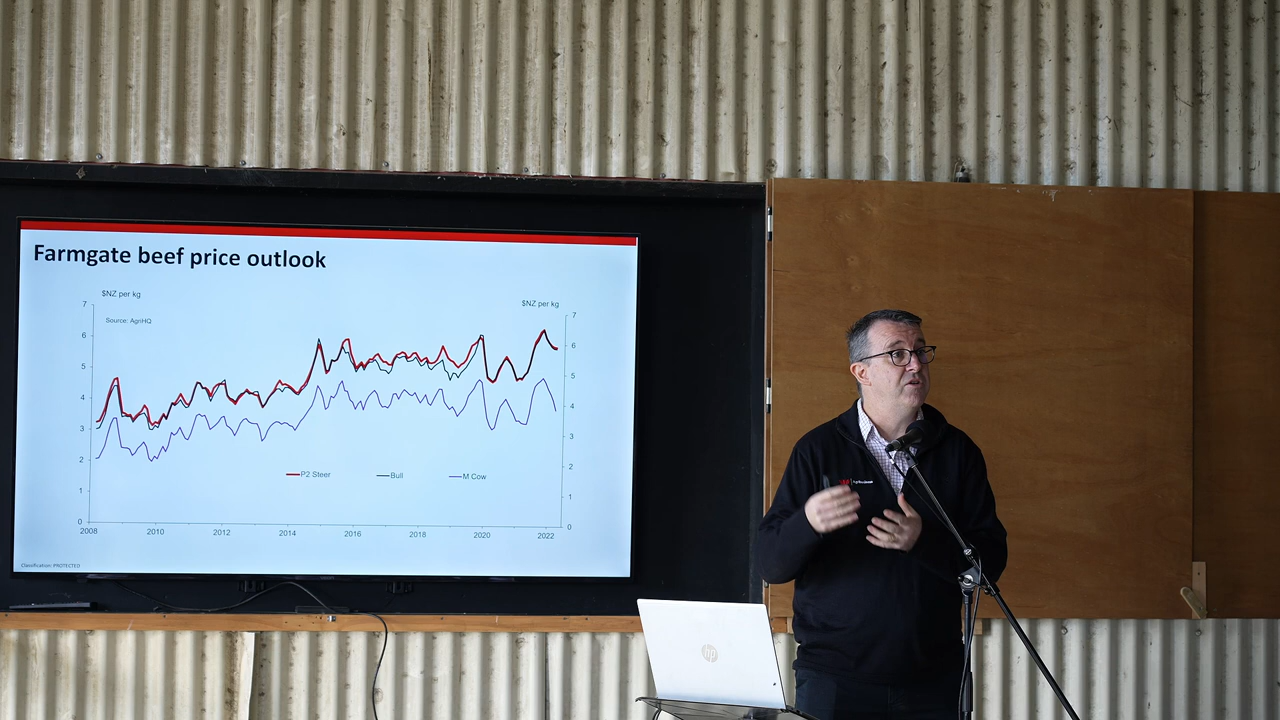 Farmgate beef price outlook
$NZ per kg
$NZ per kg
Source: AgriHQ
7
6
5
4
3
2
1
0
7
6
5
4
3
2
1
0
P2 Steer
Bull
M Cow
2008
2010
2012
2014
2016
2018
2020
2022
Classification: PROTECTED
hp